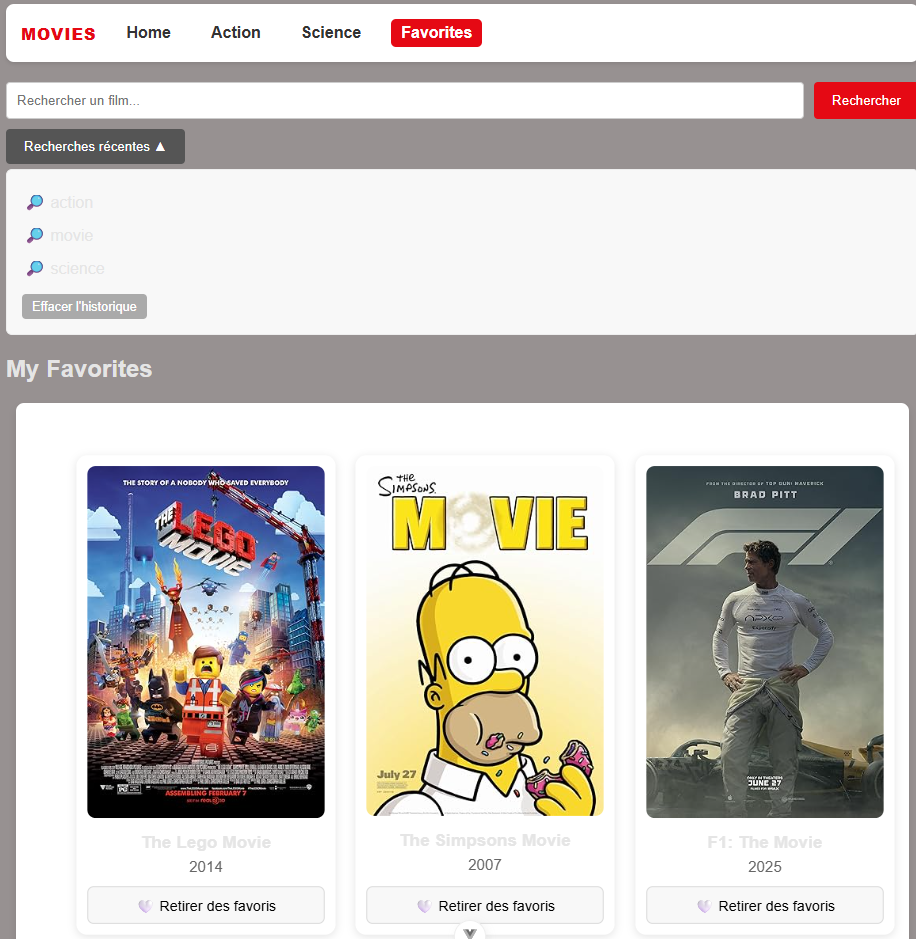 MOVIES Home Action Science Favorites
Rechercher un film... Rechercher
Recherches récentes ▲
action
movie
science
Effacer l'historique
My Favorites
THE STORY OF A NOBODY WHO SAVED EVERYBODY
THE LEGO MOVIE
ASSEMBLING FEBRUARY 7
The Lego Movie
2014
Retirer des favoris
THE SIMPSONS
MOVIE
July 27
The Simpsons Movie
2007
Retirer des favoris
FROM THE DIRECTOR OF TOP GUN: MAVERICK
BRAD PITT
F1
APXGP
ONLY IN THEATERS
JUNE 27
F1: The Movie
2025
Retirer des favoris